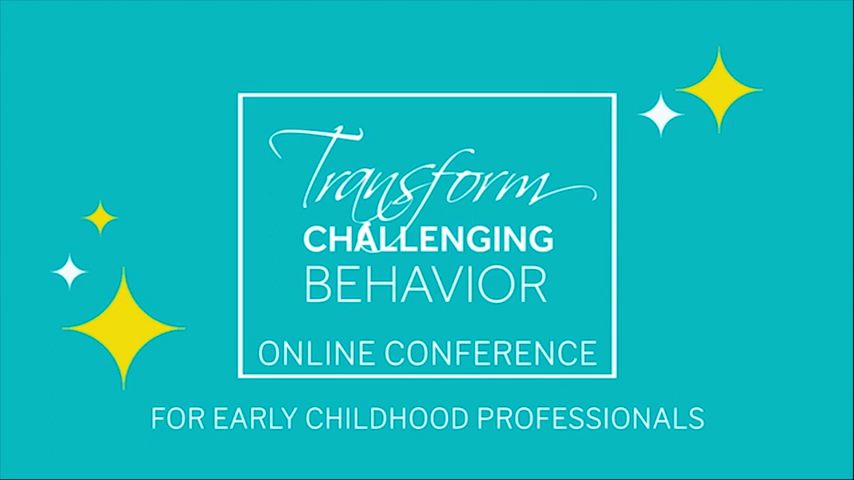 Transform
CHALLENGING
BEHAVIOR
ONLINE CONFERENCE
FOR EARLY CHILDHOOD PROFESSIONALS